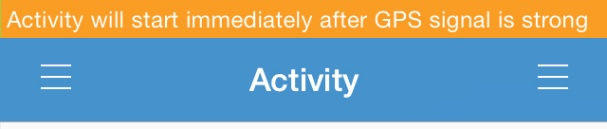 Activity will start immediately after GPS signal is strong
Activity